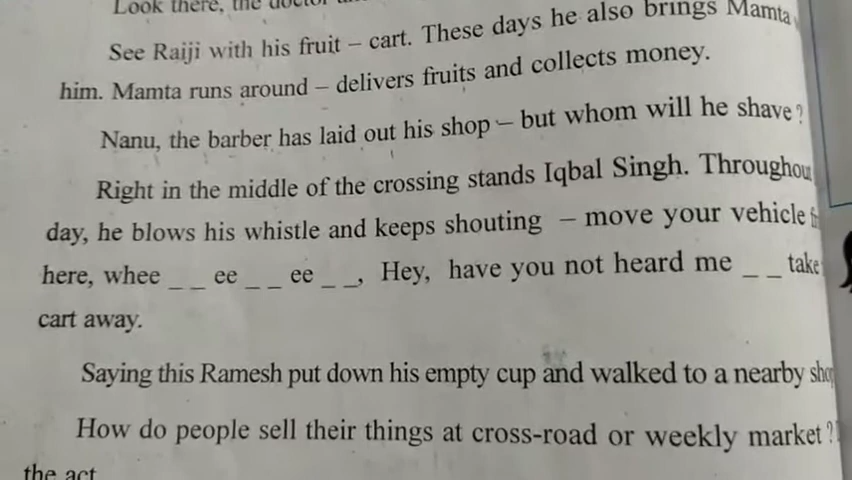 Look there, the doctor
See Raiji with his fruit – cart. These days he also brings Mamta
him. Mamta runs around – delivers fruits and collects money.
Nanu, the barber has laid out his shop – but whom will he shave ?
Right in the middle of the crossing stands Iqbal Singh. Throughou
day, he blows his whistle and keeps shouting – move your vehicle
here, whee _ _ ee _ _ ee _ _, Hey, have you not heard me _ _ take
cart away.
Saying this Ramesh put down his empty cup and walked to a nearby sho
How do people sell their things at cross-road or weekly market ?
the act